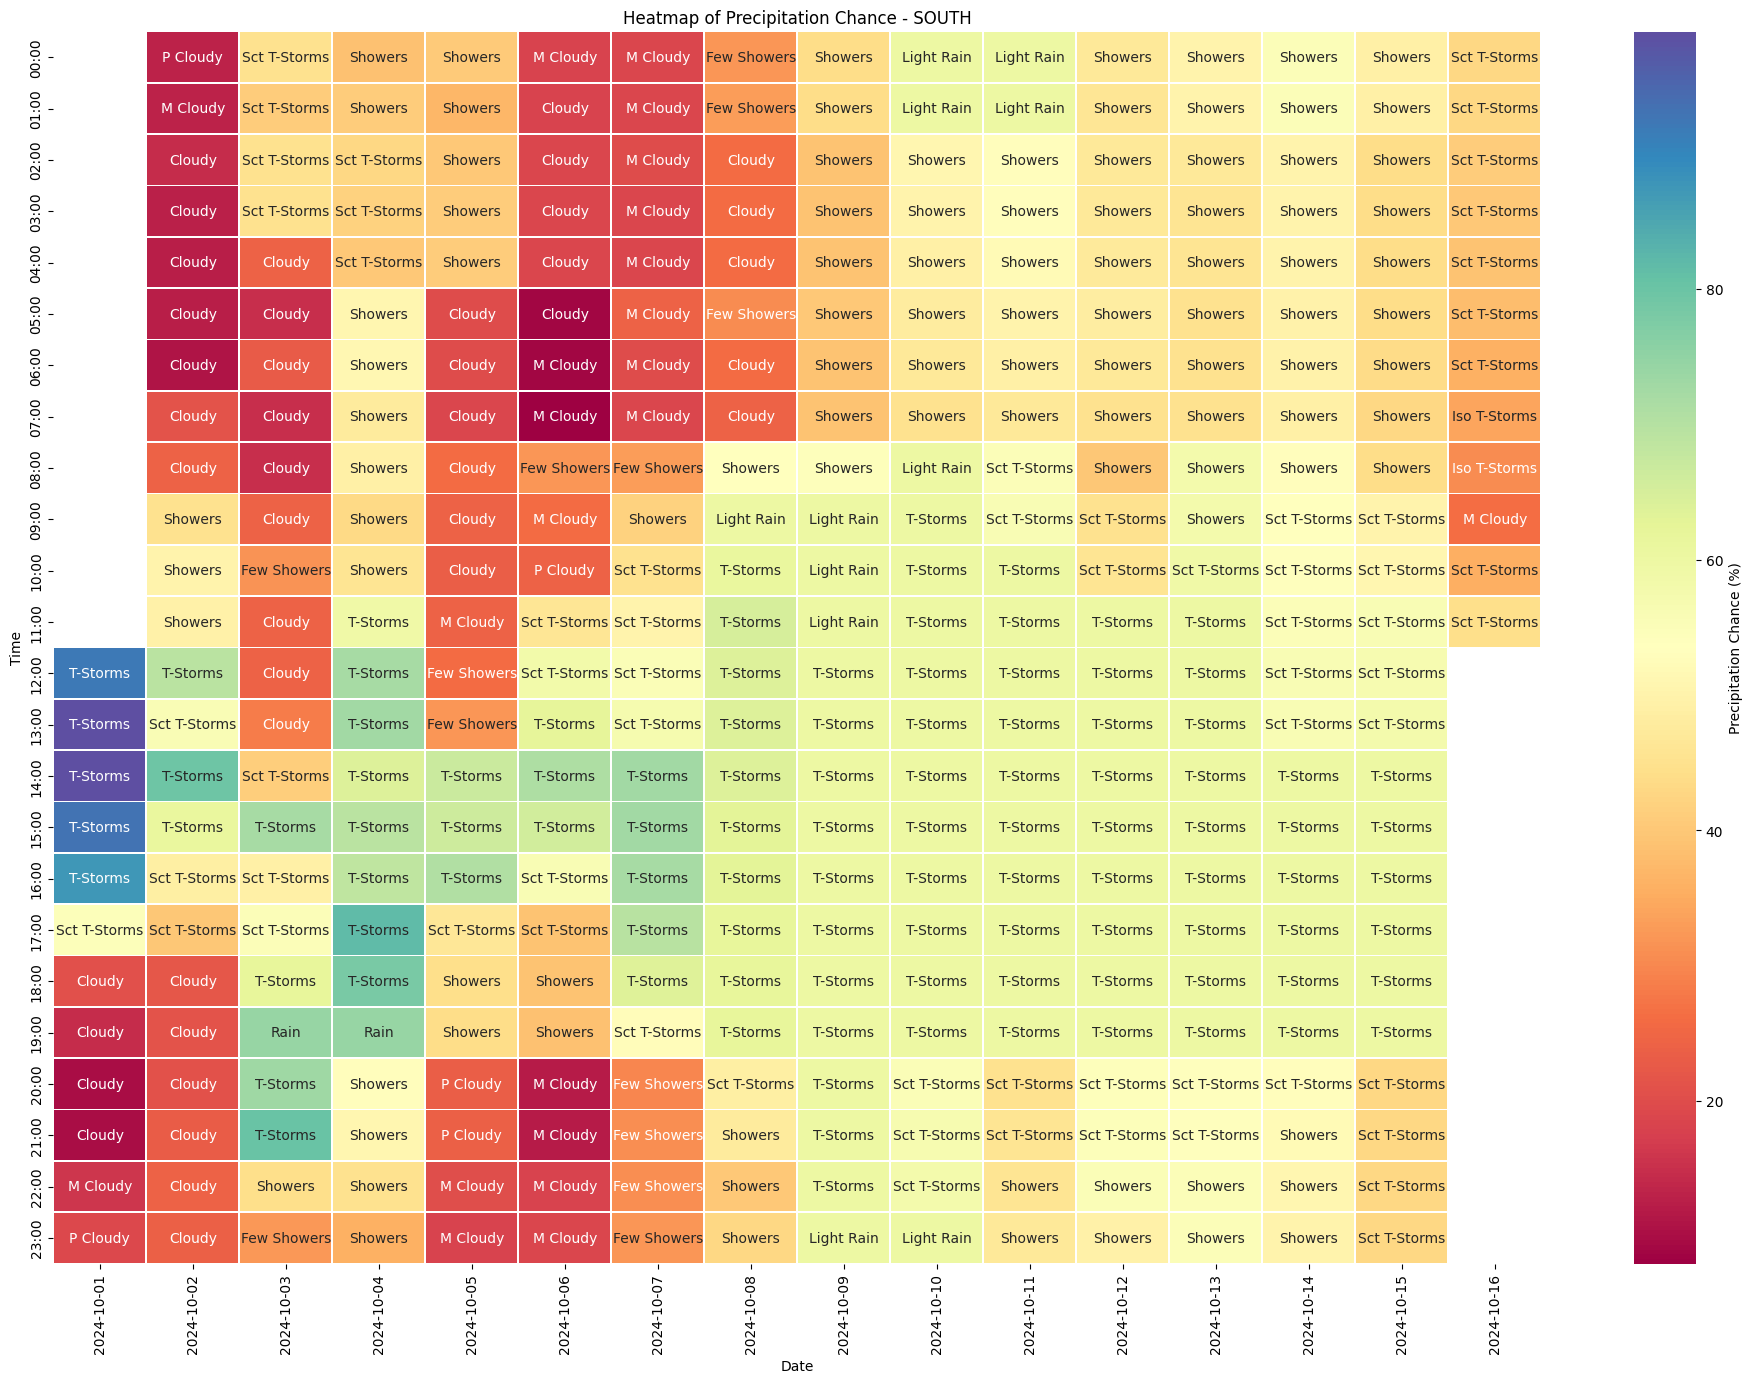 Heatmap of Precipitation Chance - SOUTH
00:00 P Cloudy Sct T-Storms Showers Showers M Cloudy M Cloudy Few Showers Showers Light Rain Light Rain Showers Showers Showers Showers Sct T-Storms
01:00 M Cloudy Sct T-Storms Showers Showers Cloudy M Cloudy Few Showers Showers Light Rain Light Rain Showers Showers Showers Showers Sct T-Storms
02:00 Cloudy Sct T-Storms Sct T-Storms Showers Cloudy M Cloudy Cloudy Showers Showers Showers Showers Showers Showers Showers Sct T-Storms
03:00 Cloudy Sct T-Storms Sct T-Storms Showers Cloudy M Cloudy Cloudy Showers Showers Showers Showers Showers Showers Showers Sct T-Storms
04:00 Cloudy Cloudy Sct T-Storms Showers Cloudy M Cloudy Cloudy Showers Showers Showers Showers Showers Showers Showers Sct T-Storms
05:00 Cloudy Cloudy Showers Cloudy Cloudy M Cloudy Few Showers Showers Showers Showers Showers Showers Showers Showers Sct T-Storms
06:00 Cloudy Cloudy Showers Cloudy M Cloudy M Cloudy Cloudy Showers Showers Showers Showers Showers Showers Showers Sct T-Storms
07:00 Cloudy Cloudy Showers Cloudy M Cloudy M Cloudy Cloudy Showers Showers Showers Showers Showers Showers Showers Iso T-Storms
08:00 Cloudy Cloudy Showers Cloudy Few Showers Few Showers Showers Showers Light Rain Sct T-Storms Showers Showers Showers Showers Iso T-Storms
09:00 Showers Cloudy Showers Cloudy M Cloudy Showers Light Rain Light Rain T-Storms Sct T-Storms Sct T-Storms Showers Sct T-Storms Sct T-Storms M Cloudy
10:00 Showers Few Showers Showers Cloudy P Cloudy Sct T-Storms T-Storms Light Rain T-Storms T-Storms Sct T-Storms Sct T-Storms Sct T-Storms Sct T-Storms Sct T-Storms
11:00 Showers Cloudy T-Storms M Cloudy Sct T-Storms Sct T-Storms T-Storms Light Rain T-Storms T-Storms T-Storms T-Storms Sct T-Storms Sct T-Storms Sct T-Storms
12:00 T-Storms T-Storms Cloudy T-Storms Few Showers Sct T-Storms Sct T-Storms T-Storms T-Storms T-Storms T-Storms T-Storms T-Storms Sct T-Storms Sct T-Storms
13:00 T-Storms Sct T-Storms Cloudy T-Storms Few Showers T-Storms Sct T-Storms T-Storms T-Storms T-Storms T-Storms T-Storms T-Storms Sct T-Storms Sct T-Storms
14:00 T-Storms T-Storms Sct T-Storms T-Storms T-Storms T-Storms T-Storms T-Storms T-Storms T-Storms T-Storms T-Storms T-Storms T-Storms T-Storms
15:00 T-Storms T-Storms T-Storms T-Storms T-Storms T-Storms T-Storms T-Storms T-Storms T-Storms T-Storms T-Storms T-Storms T-Storms T-Storms
16:00 T-Storms Sct T-Storms Sct T-Storms T-Storms T-Storms Sct T-Storms T-Storms T-Storms T-Storms T-Storms T-Storms T-Storms T-Storms T-Storms T-Storms
17:00 Sct T-Storms Sct T-Storms Sct T-Storms T-Storms Sct T-Storms Sct T-Storms T-Storms T-Storms T-Storms T-Storms T-Storms T-Storms T-Storms T-Storms T-Storms
18:00 Cloudy Cloudy T-Storms T-Storms Showers Showers T-Storms T-Storms T-Storms T-Storms T-Storms T-Storms T-Storms T-Storms T-Storms
19:00 Cloudy Cloudy Rain Rain Showers Showers Sct T-Storms T-Storms T-Storms T-Storms T-Storms T-Storms T-Storms T-Storms T-Storms
20:00 Cloudy Cloudy T-Storms Showers P Cloudy M Cloudy Few Showers Sct T-Storms T-Storms Sct T-Storms Sct T-Storms Sct T-Storms Sct T-Storms Sct T-Storms Sct T-Storms
21:00 Cloudy Cloudy T-Storms Showers P Cloudy M Cloudy Few Showers Showers T-Storms Sct T-Storms Sct T-Storms Sct T-Storms Sct T-Storms Showers Sct T-Storms
22:00 M Cloudy Cloudy Showers Showers M Cloudy M Cloudy Few Showers Showers T-Storms Sct T-Storms Showers Showers Showers Showers Sct T-Storms
23:00 P Cloudy Cloudy Few Showers Showers M Cloudy M Cloudy Few Showers Showers Light Rain Light Rain Showers Showers Showers Showers Sct T-Storms
Time
2024-10-01 2024-10-02 2024-10-03 2024-10-04 2024-10-05 2024-10-06 2024-10-07 2024-10-08 2024-10-09 2024-10-10 2024-10-11 2024-10-12 2024-10-13 2024-10-14 2024-10-15 2024-10-16
Date
80
60
40
20
Precipitation Chance (%)